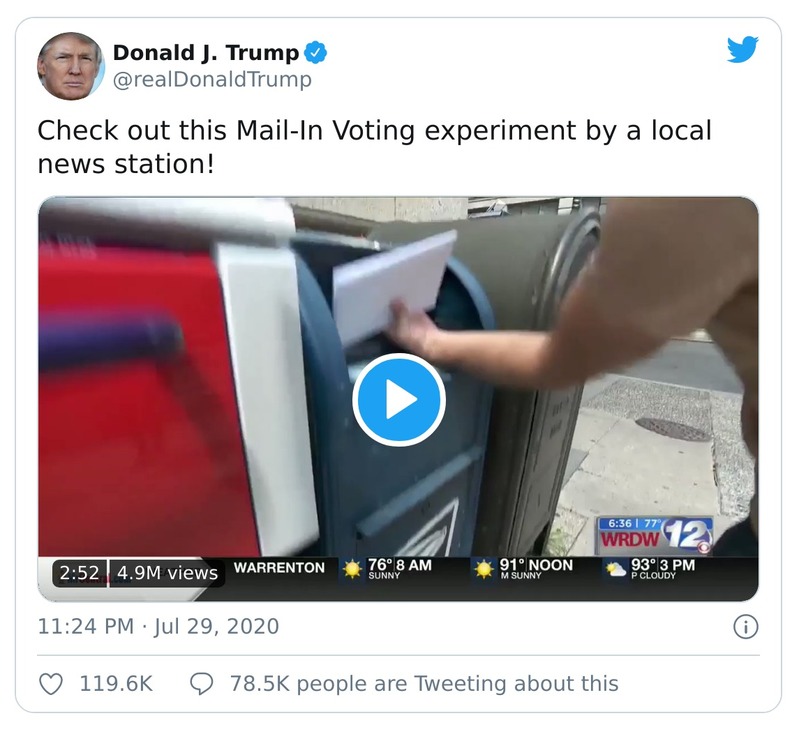 Donald J. Trump
@realDonaldTrump
Check out this Mail-In Voting experiment by a local
news station!
6:36 77°
WRDW 12
2:52 4.9M views
WARRENTON
76° 8 AM
SUNNY
91° NOON
M SUNNY
93° 3 PM
P CLOUDY
11:24 PM · Jul 29, 2020
119.6K
78.5K people are Tweeting about this